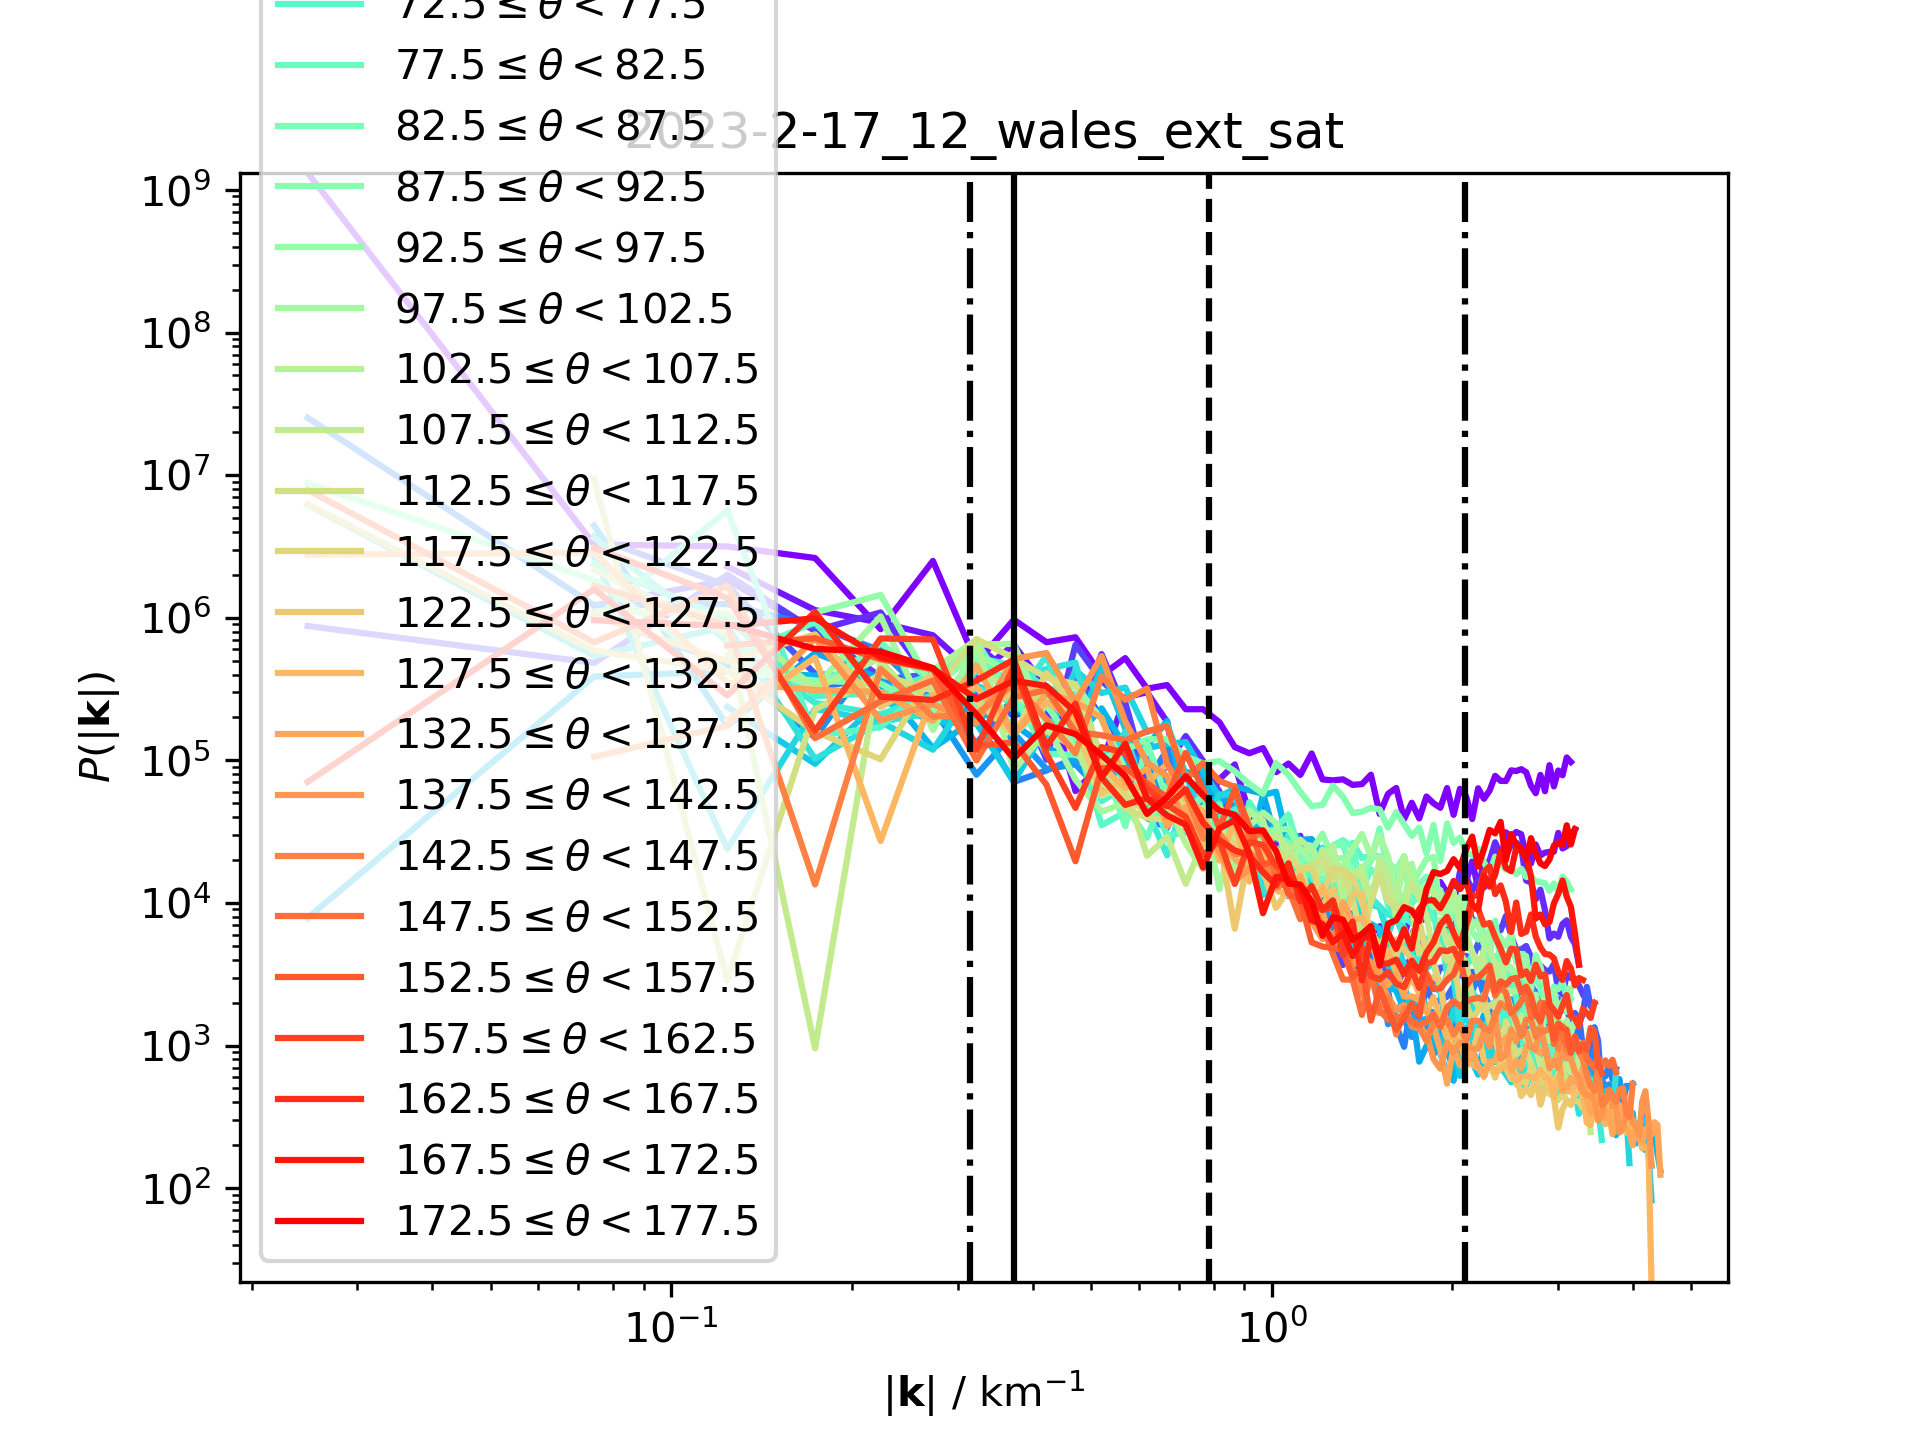 72.5 ≤ θ < 77.5
77.5 ≤ θ < 82.5
82.5 ≤ θ < 87.5
2023-2-17_12_wales_ext_sat
87.5 ≤ θ < 92.5
92.5 ≤ θ < 97.5
97.5 ≤ θ < 102.5
102.5 ≤ θ < 107.5
107.5 ≤ θ < 112.5
112.5 ≤ θ < 117.5
117.5 ≤ θ < 122.5
122.5 ≤ θ < 127.5
127.5 ≤ θ < 132.5
132.5 ≤ θ < 137.5
137.5 ≤ θ < 142.5
142.5 ≤ θ < 147.5
147.5 ≤ θ < 152.5
152.5 ≤ θ < 157.5
157.5 ≤ θ < 162.5
162.5 ≤ θ < 167.5
167.5 ≤ θ < 172.5
172.5 ≤ θ < 177.5
10⁹
10⁸
10⁷
10⁶
10⁵
10⁴
10³
10²
P(|k|)
10⁻¹
10⁰
|k| / km⁻¹